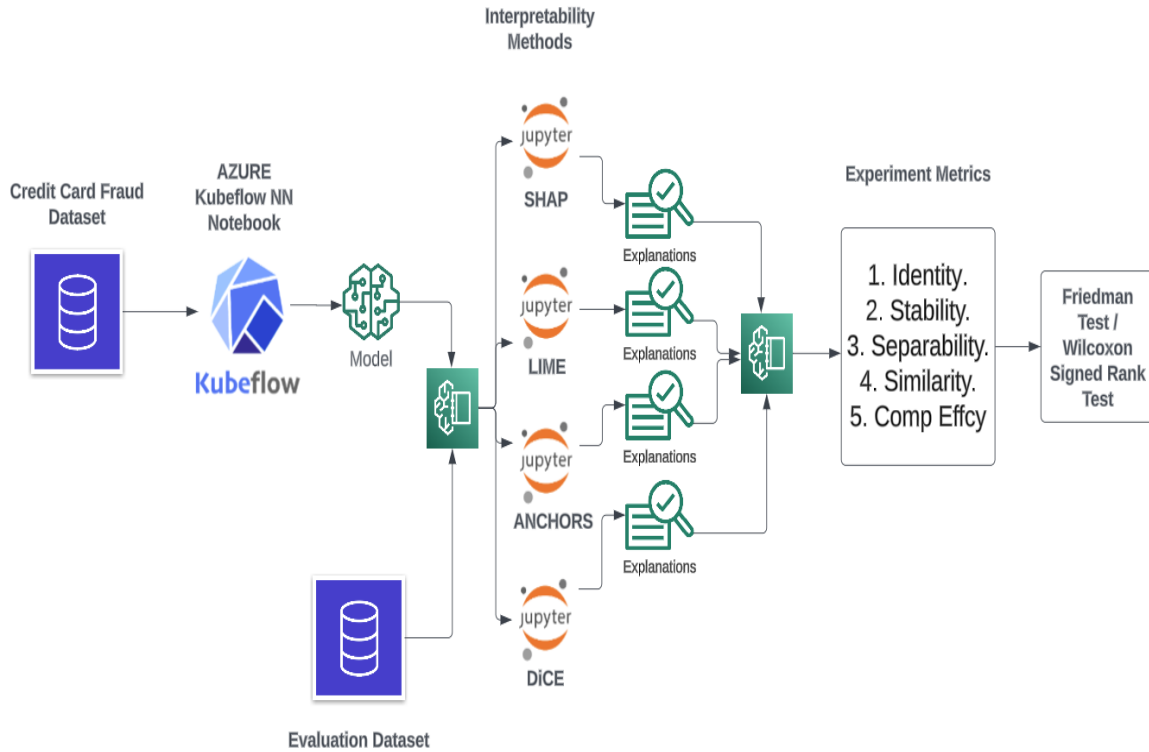 Interpretability
Methods
Credit Card Fraud
Dataset
AZURE
Kubeflow NN
Notebook
Kubeflow
Model
jupyter
SHAP
Explanations
jupyter
LIME
Explanations
jupyter
ANCHORS
Explanations
jupyter
DiCE
Explanations
Evaluation Dataset
Experiment Metrics
1. Identity.
2. Stability.
3. Separability.
4. Similarity.
5. Comp Effcy
Friedman
Test /
Wilcoxon
Signed Rank
Test